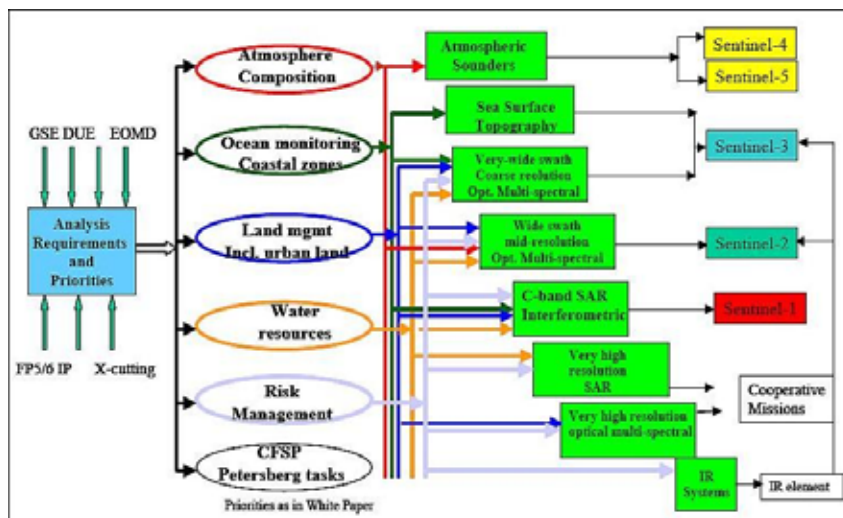 GSE DUE EOMD
Analysis
Requirements
and
Priorities
FP5/6 IP X-cutting
Atmosphere
Composition
Ocean monitoring
Coastal zones
Land mgmt
Incl. urban land
Water
resources
Risk
Management
CFSP
Petersberg tasks
Priorities as in White Paper
Atmospheric
Sounders
Sea Surface
Topography
Very-wide swath
Coarse reolution
Opt. Multi-spectral
Wide swath
mid-resolution
Opt. Multi-spectral
C-band SAR
Interferometric
Very high
resolution
SAR
Very high resolution
optical multi-spectral
IR
Systems
Sentinel-4
Sentinel-5
Sentinel-3
Sentinel-2
Sentinel-1
Cooperative
Missions
IR element